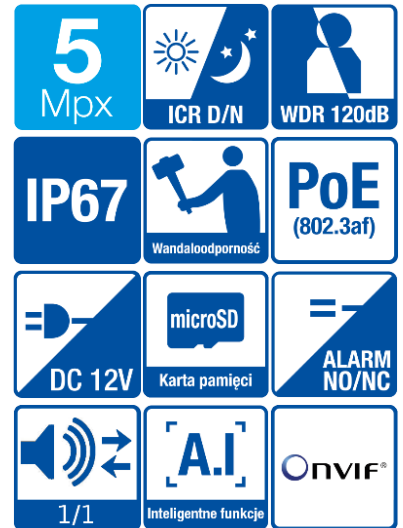 5
Mpx
ICR D/N
WDR 120dB
IP67
Wandaloodporność
PoE
(802.3af)
DC 12V
microSD
Karta pamięci
ALARM
NO/NC
1/1
[A.I]
Inteligentne funkcje
ONVIF®